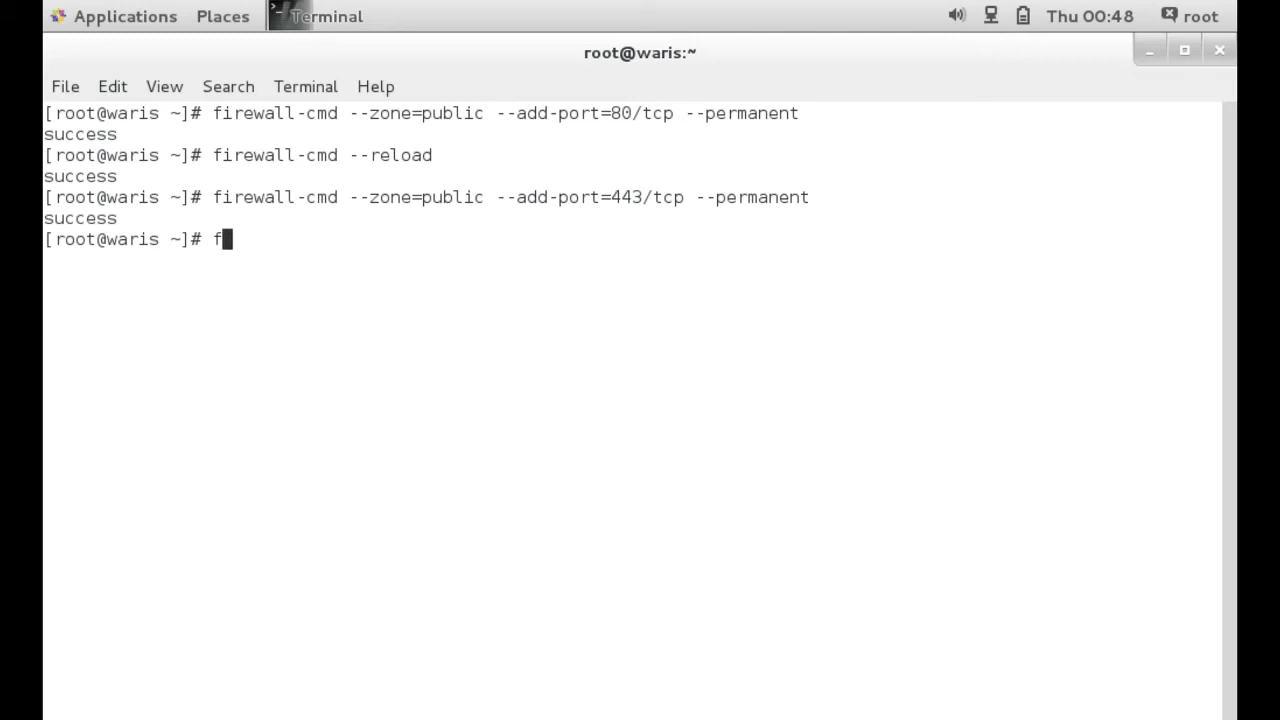 Applications Places Terminal Thu 00:48 root
root@waris:~
File Edit View Search Terminal Help
[root@waris ~]# firewall-cmd --zone=public --add-port=80/tcp --permanent
success
[root@waris ~]# firewall-cmd --reload
success
[root@waris ~]# firewall-cmd --zone=public --add-port=443/tcp --permanent
success
[root@waris ~]# f